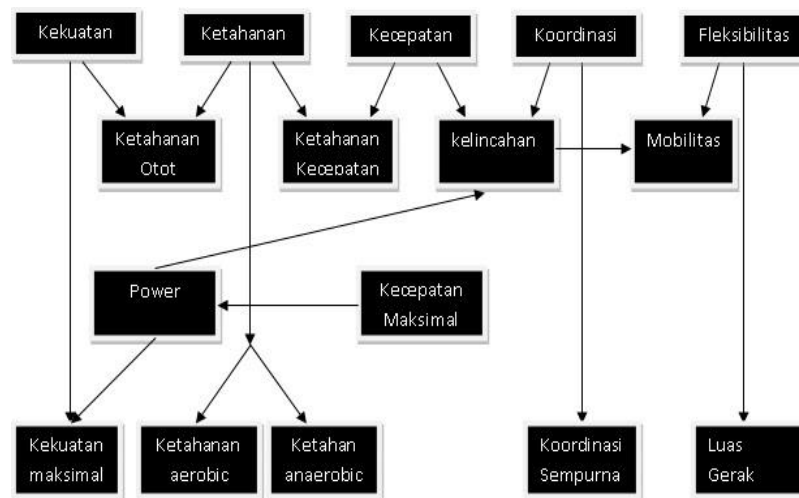 Kekuatan
Ketahanan
Kecepatan
Koordinasi
Fleksibilitas
Ketahanan
Otot
Ketahanan
Kecepatan
kelincahan
Mobilitas
Power
Kecepatan
Maksimal
Kekuatan
maksimal
Ketahanan
aerobic
Ketahan
anaerobic
Koordinasi
Sempurna
Luas
Gerak